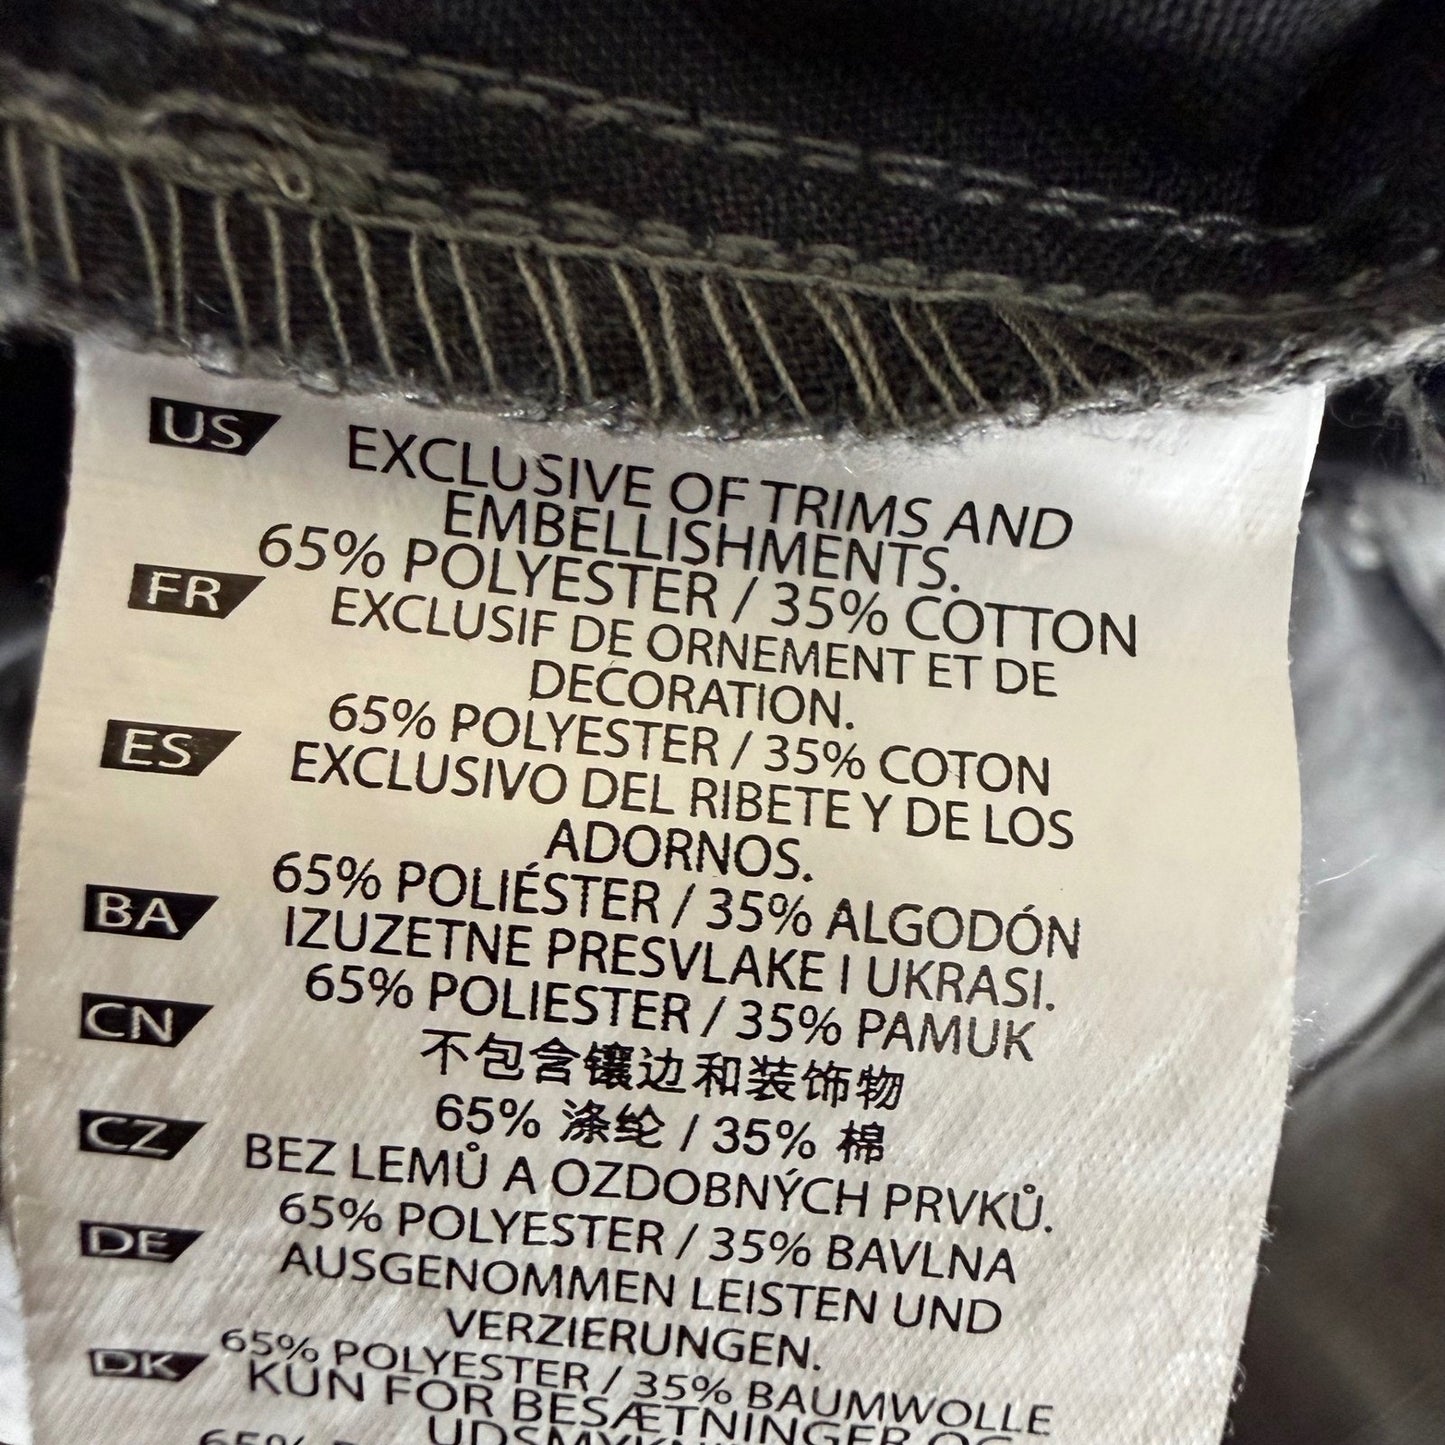 US EXCLUSIVE OF TRIMS AND
EMBELLISHMENTS.
65% POLYESTER / 35% COTTON
FR EXCLUSIF DE ORNEMENT ET DE
DECORATION.
65% POLYESTER / 35% COTON
ES EXCLUSIVO DEL RIBETE Y DE LOS
ADORNOS.
65% POLIÉSTER / 35% ALGODÓN
BA IZUZETNE PRESVLAKE I UKRASI.
65% POLIESTER / 35% PAMUK
CN 不包含镶边和装饰物
65% 涤纶 / 35% 棉
CZ BEZ LEMŮ A OZDOBNÝCH PRVKŮ.
65% POLYESTER / 35% BAVLNA
DE AUSGENOMMEN LEISTEN UND
VERZIERUNGEN.
65% POLYESTER / 35% BAUMWOLLE
DK KUN FOR BESÆTNINGER OG
65%